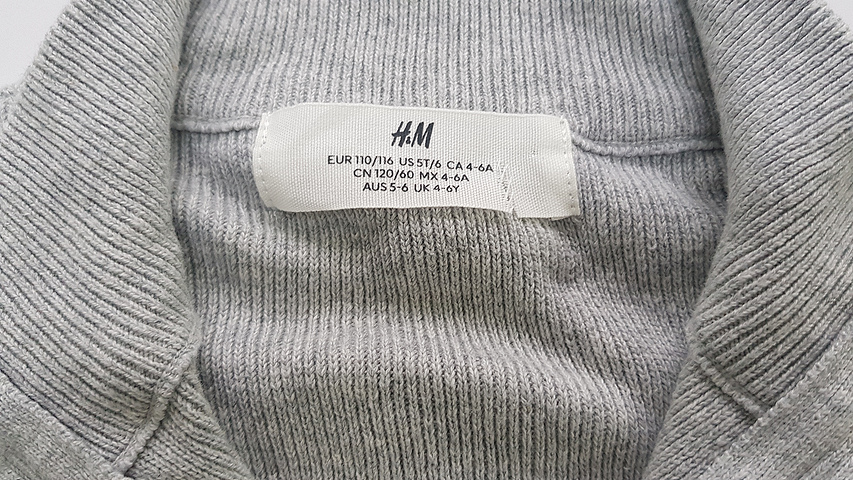 H&M
EUR 110/116 US 5T/6 CA 4-6A
CN 120/60 MX 4-6A
AUS 5-6 UK 4-6Y